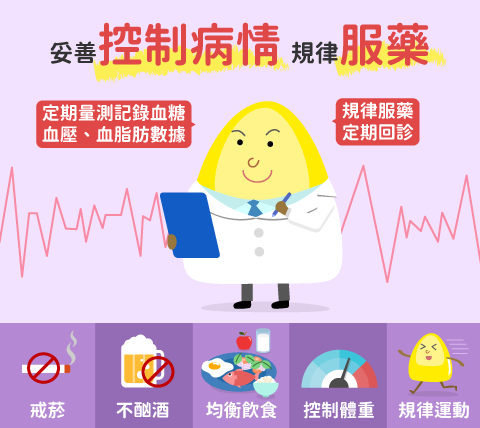 妥善控制病情 規律服藥
定期量測記錄血糖
血壓、血脂肪數據
規律服藥
定期回診
戒菸
不酗酒
均衡飲食
控制體重
規律運動